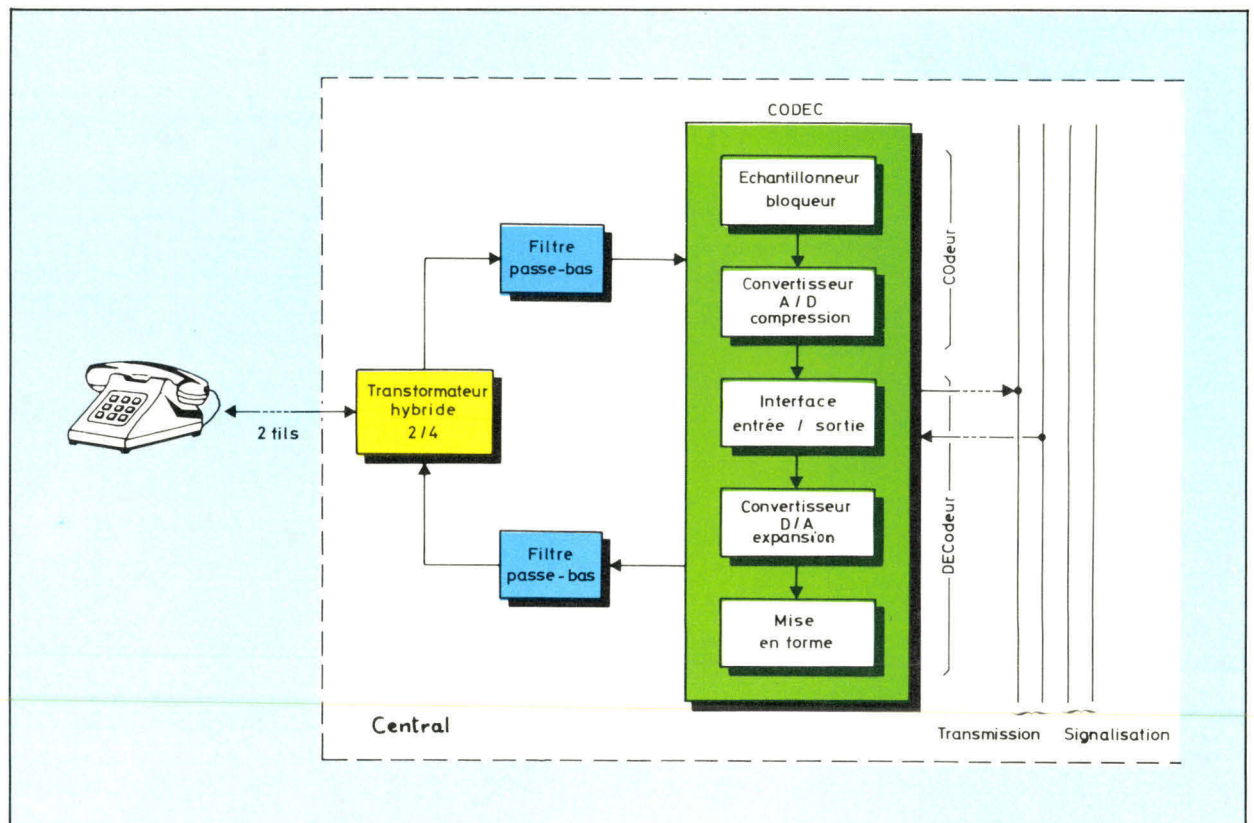 CODEC
Echantillonneur
bloqueur
Filtre
passe-bas
Convertisseur
A / D
compression
COdeur
Transformateur
hybride
2 / 4
2 fils
Interface
entrée / sortie
Convertisseur
D / A
expansion
DECodeur
Filtre
passe-bas
Mise
en forme
Central
Transmission
Signalisation